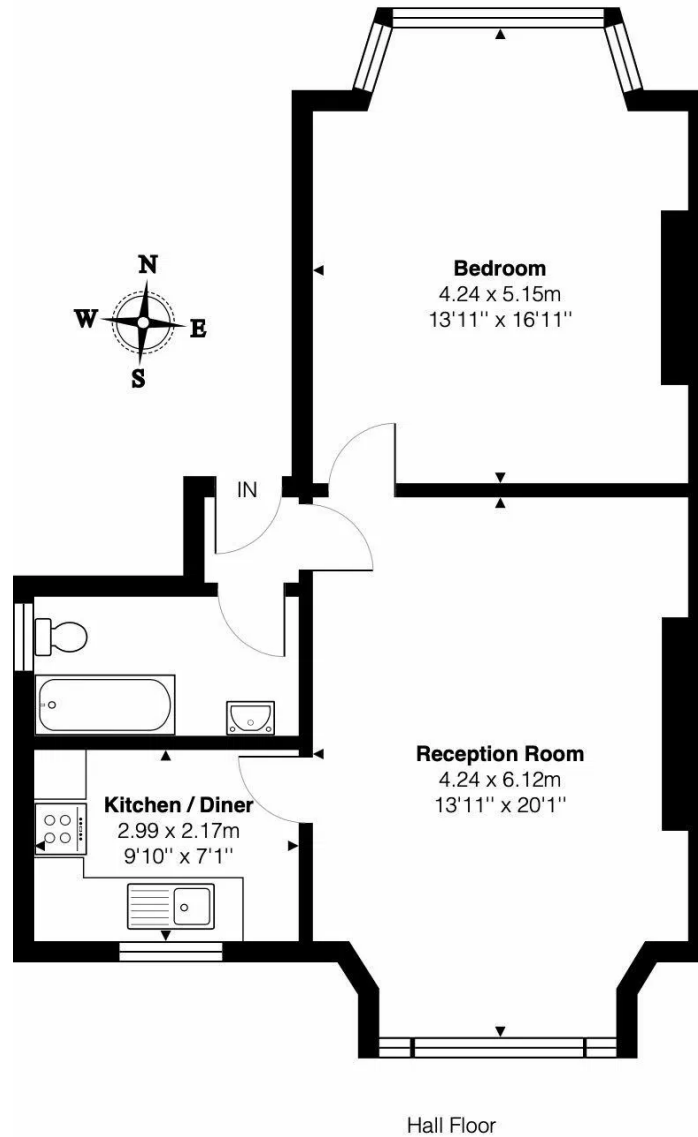 Bedroom
4.24 x 5.15m
13'11'' x 16'11''
N
W
E
S
IN
Reception Room
4.24 x 6.12m
13'11'' x 20'1''
Kitchen / Diner
2.99 x 2.17m
9'10'' x 7'1''
Hall Floor